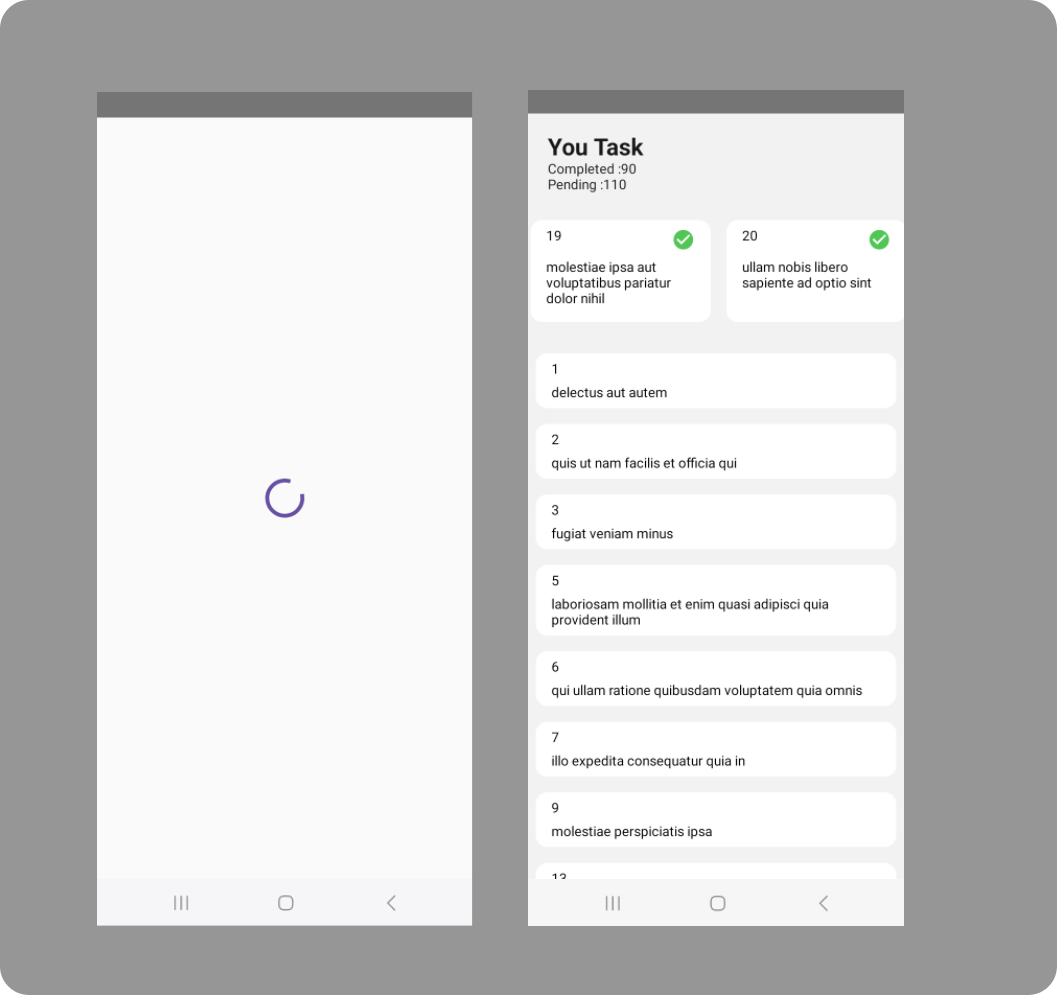 You Task
Completed :90
Pending :110
19
molestiae ipsa aut
voluptatibus pariatur
dolor nihil
20
ullam nobis libero
sapiente ad optio sint
1
delectus aut autem
2
quis ut nam facilis et officia qui
3
fugiat veniam minus
5
laboriosam mollitia et enim quasi adipisci quia
provident illum
6
qui ullam ratione quibusdam voluptatem quia omnis
7
illo expedita consequatur quia in
9
molestiae perspiciatis ipsa
13